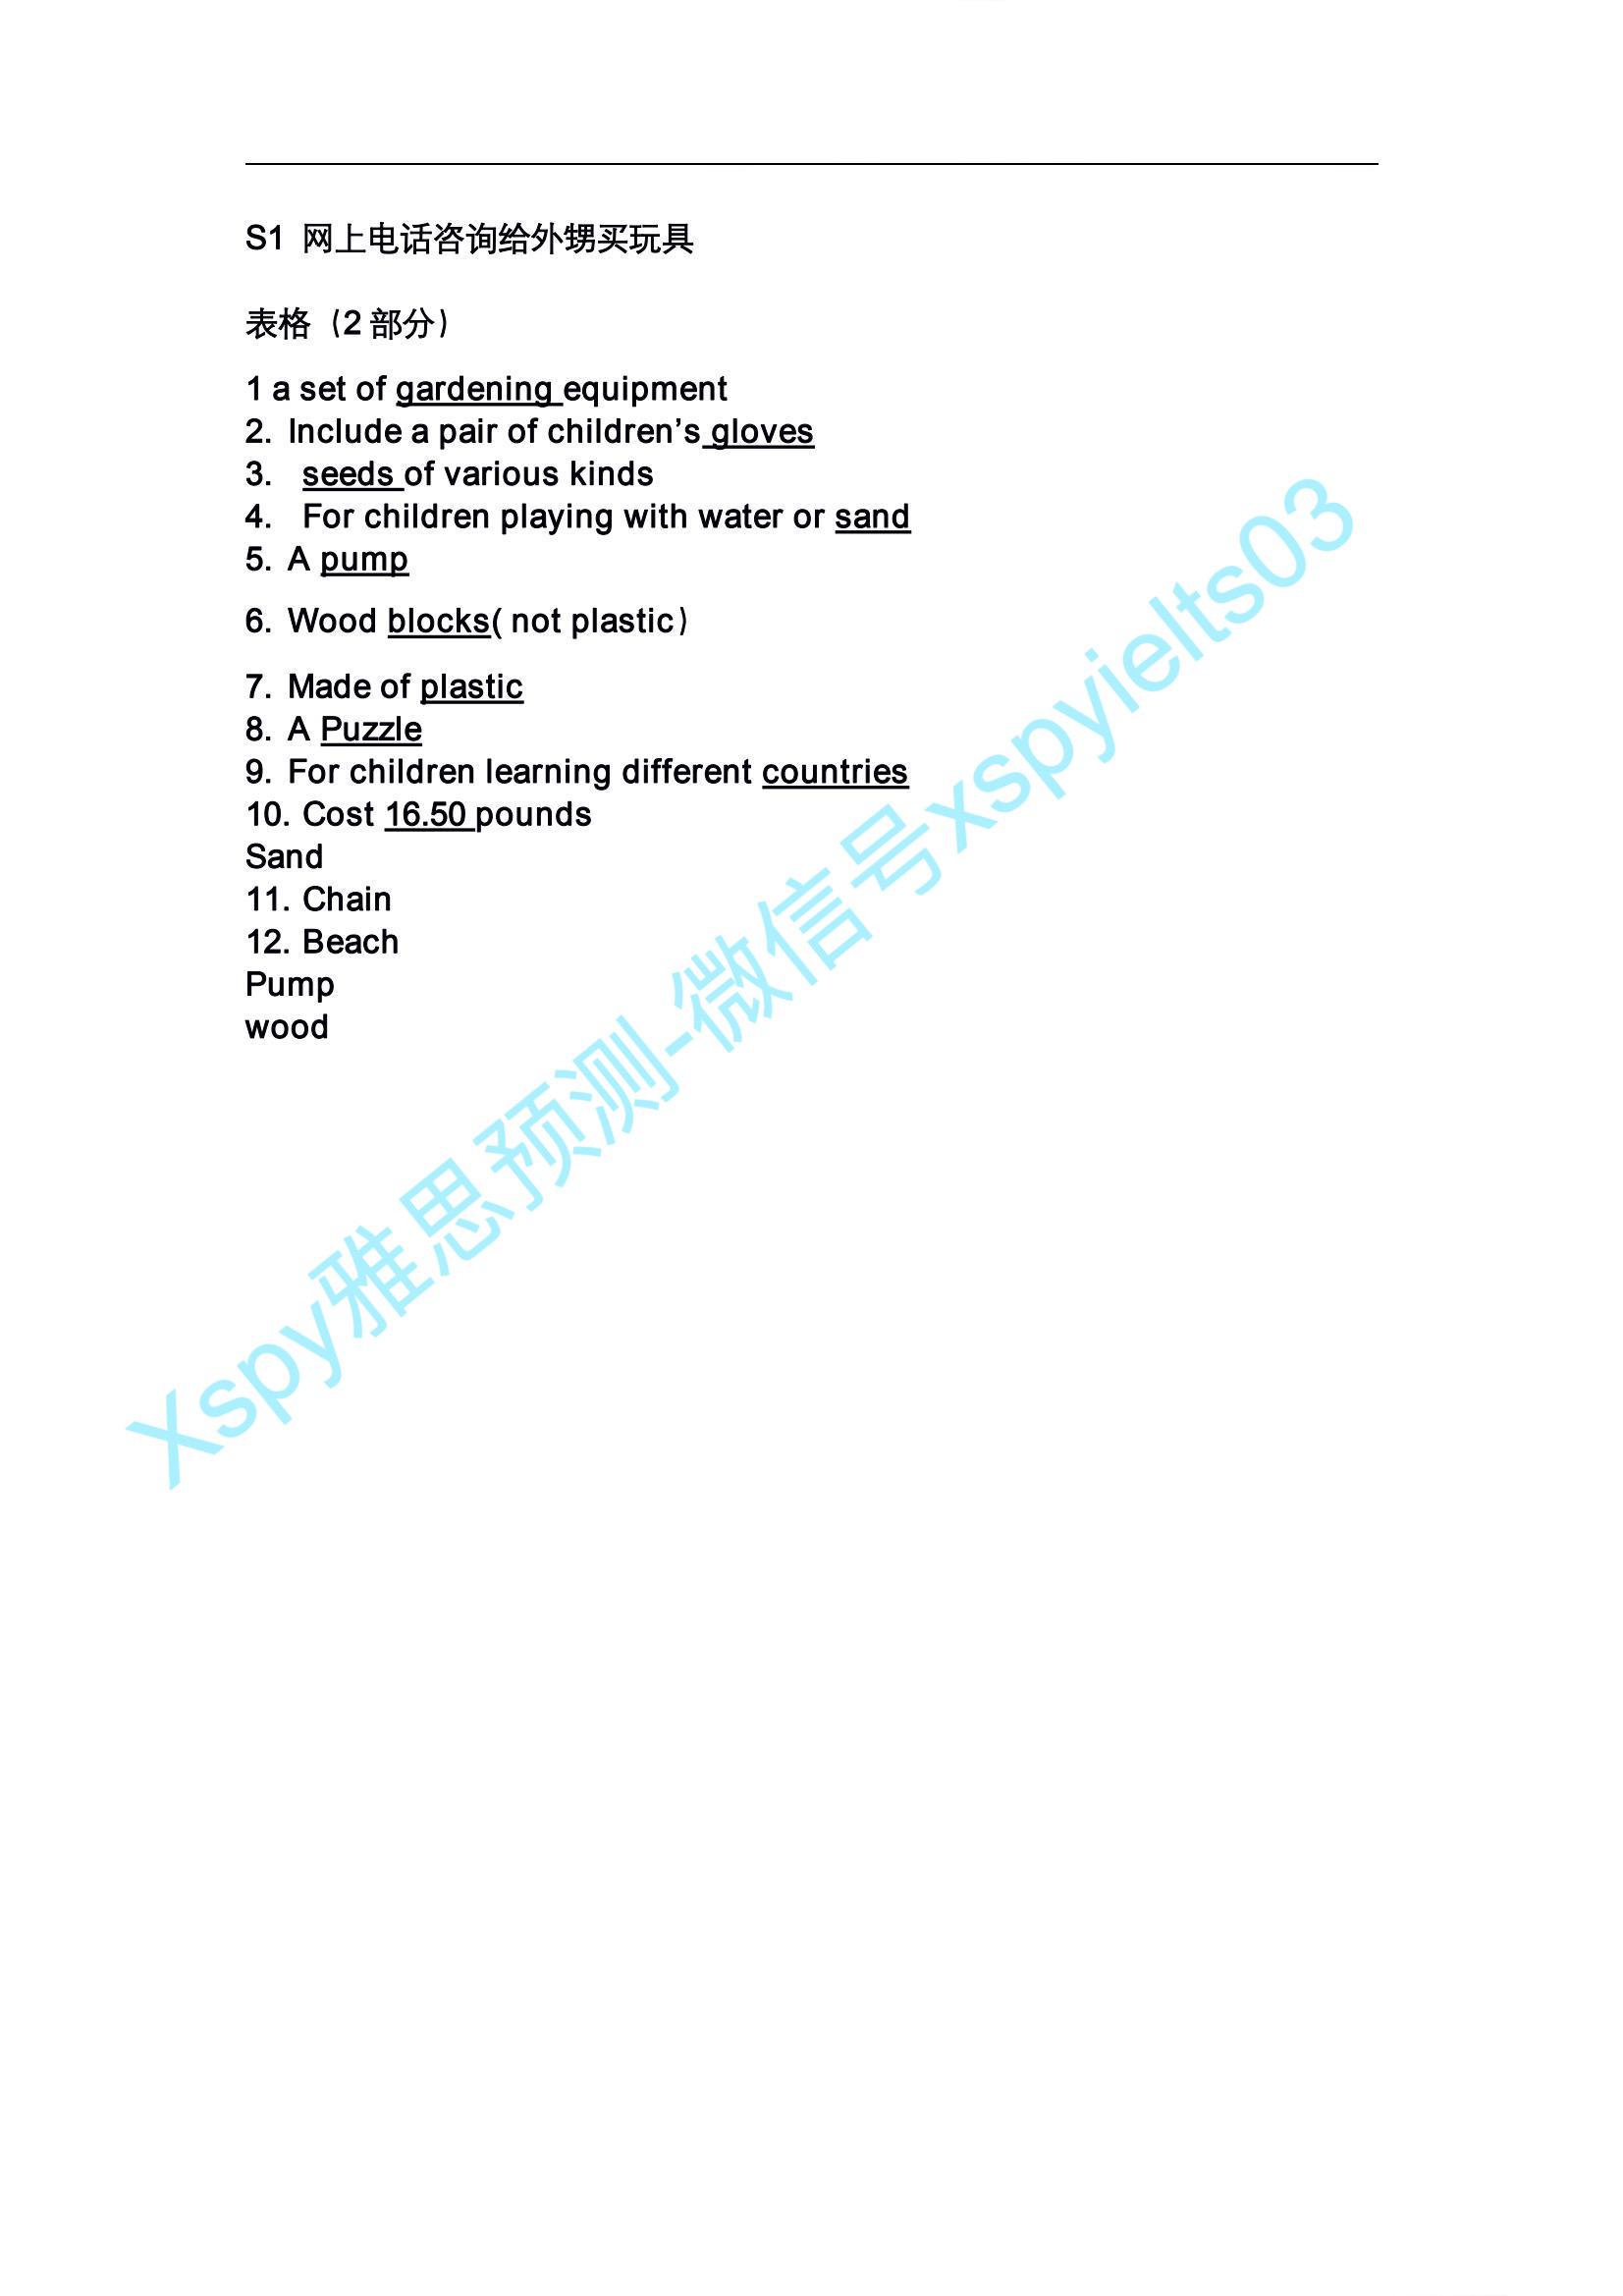 S1 网上电话咨询给外甥买玩具
表格（2 部分）
1 a set of gardening equipment
2. Include a pair of children’s gloves
3. seeds of various kinds
4. For children playing with water or sand
5. A pump
6. Wood blocks( not plastic）
7. Made of plastic
8. A Puzzle
9. For children learning different countries
10. Cost 16.50 pounds
Sand
11. Chain
12. Beach
Pump
wood
Xspy雅思预测-微信号xspyielts03